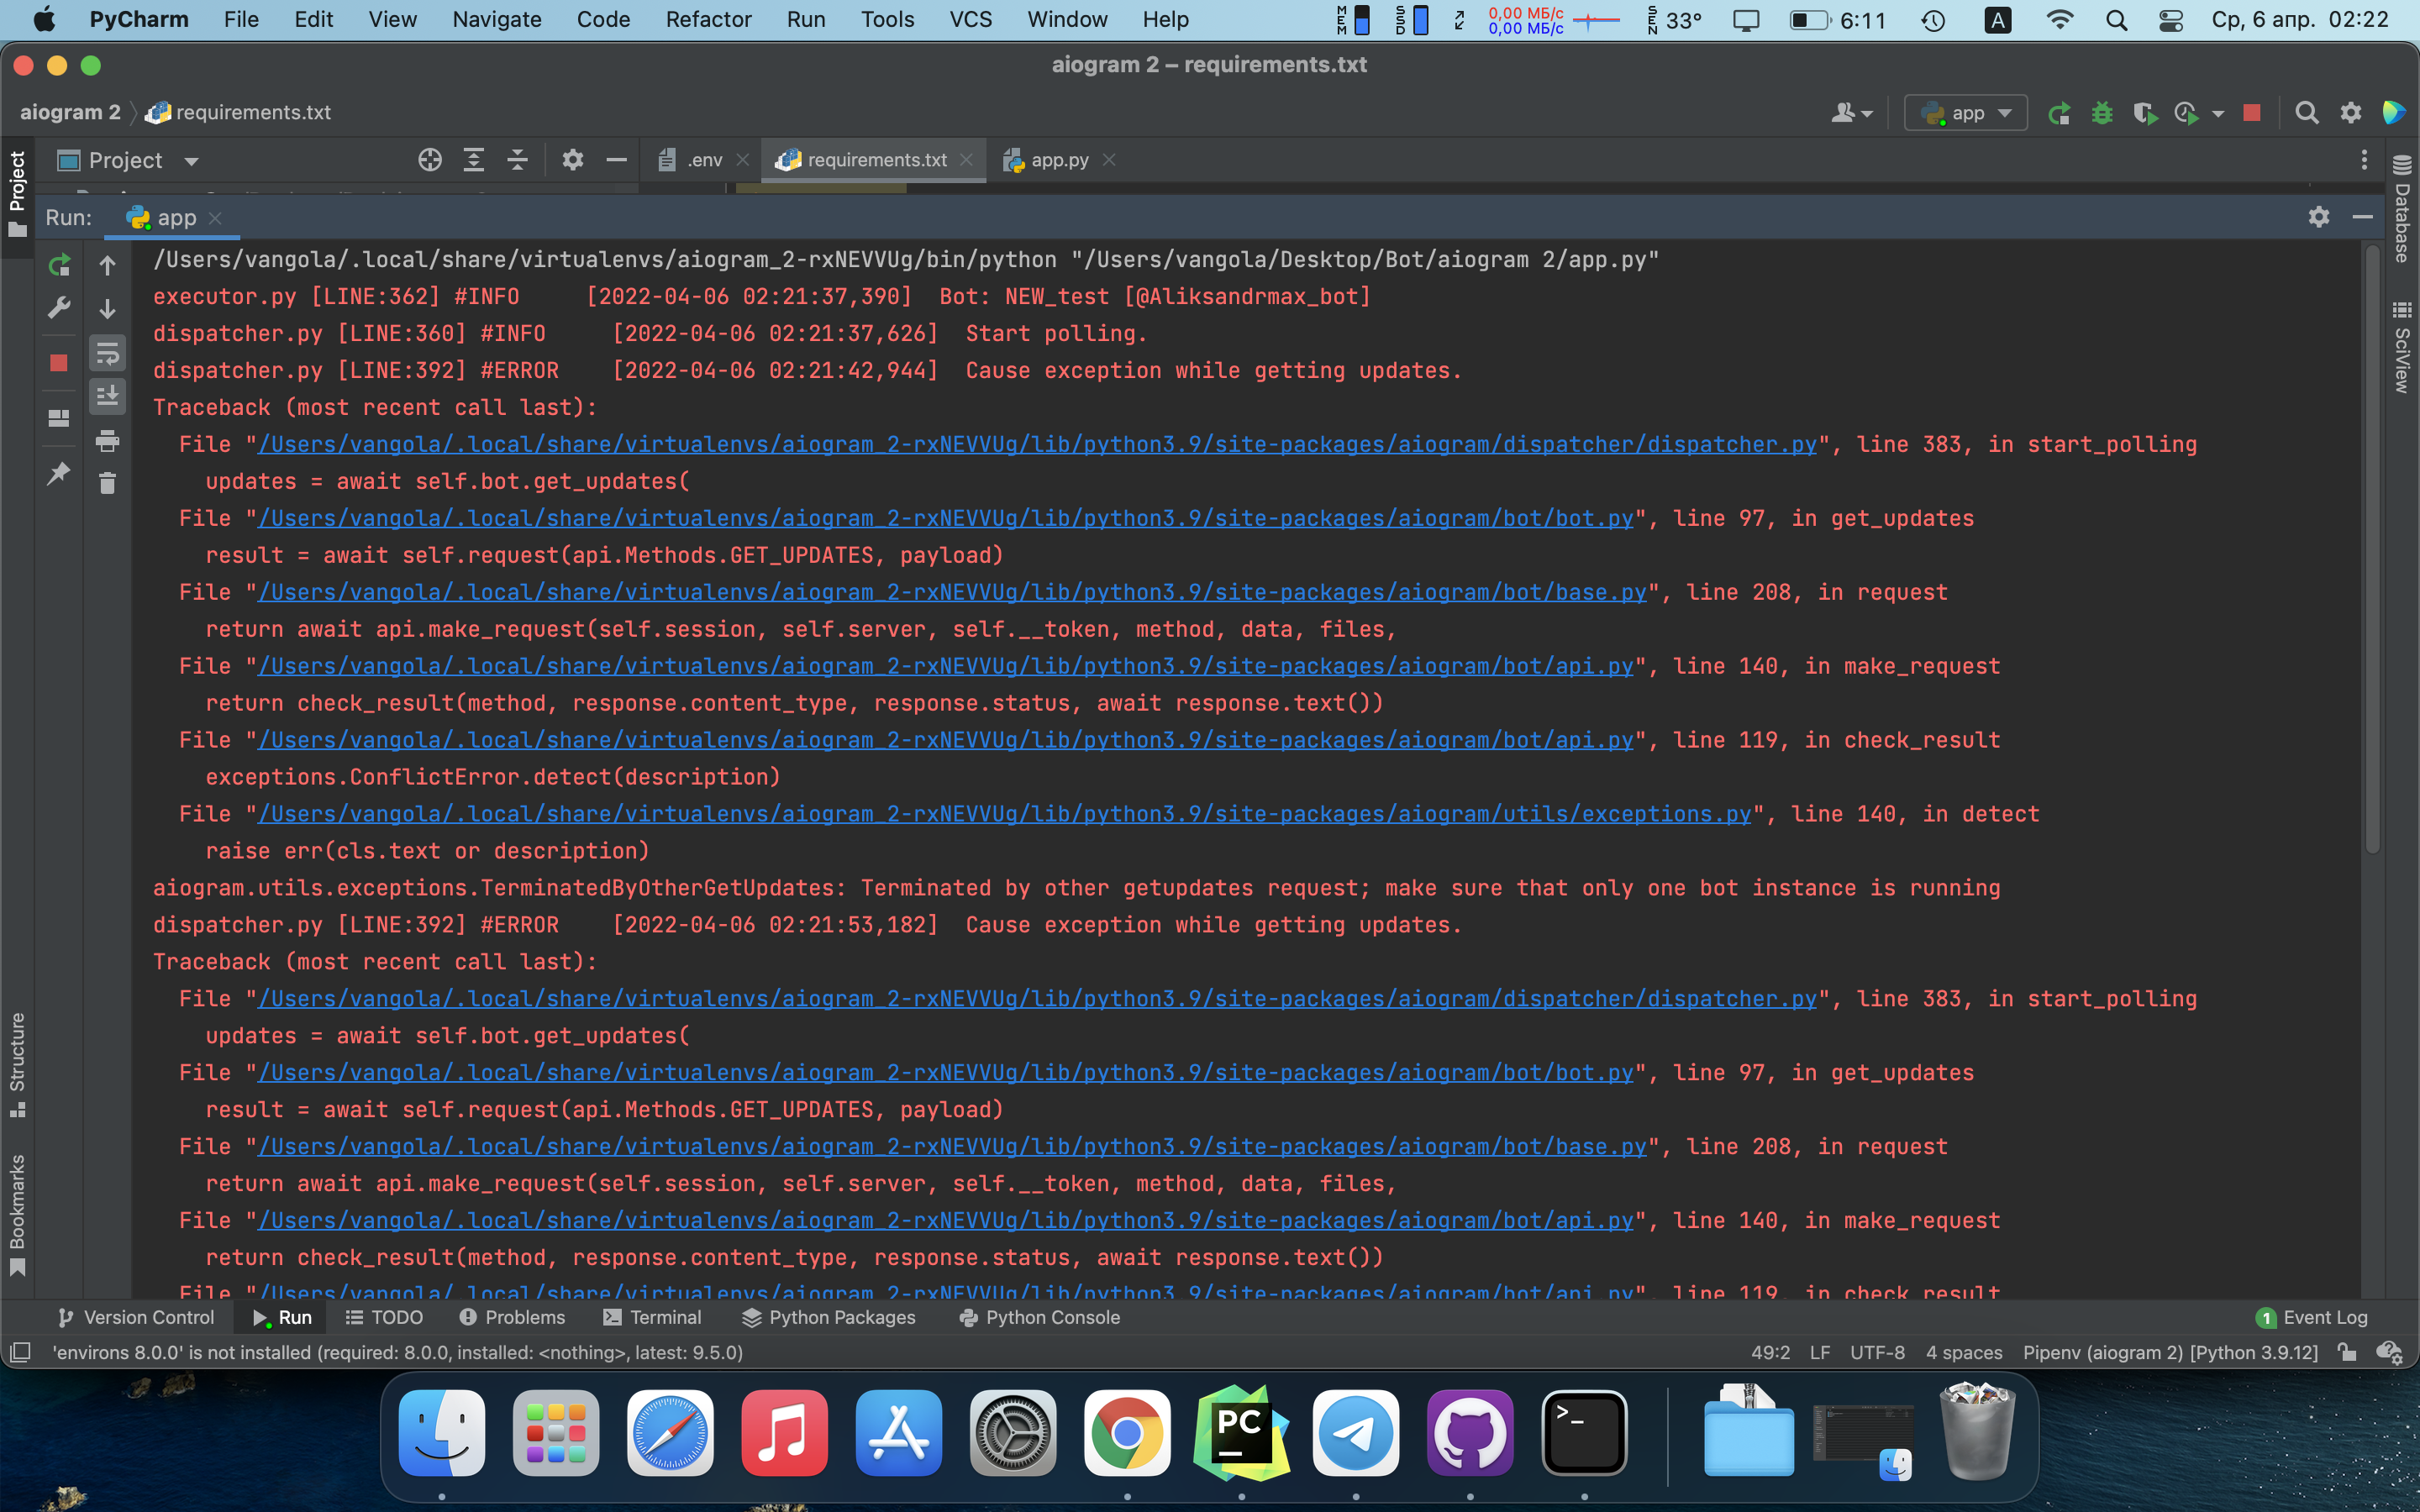 PyCharm File Edit View Navigate Code Refactor Run Tools VCS Window Help MEM SSD 0,00 МБ/с 0,00 МБ/с SEN 33° 6:11 A Ср, 6 апр. 02:22
aiogram 2 – requirements.txt
aiogram 2 requirements.txt app
Project Project .env requirements.txt app.py
Run: app
Database
SciView
/Users/vangola/.local/share/virtualenvs/aiogram_2-rxNEVVUg/bin/python "/Users/vangola/Desktop/Bot/aiogram 2/app.py"
executor.py [LINE:362] #INFO [2022-04-06 02:21:37,390] Bot: NEW_test [@Aliksandrmax_bot]
dispatcher.py [LINE:360] #INFO [2022-04-06 02:21:37,626] Start polling.
dispatcher.py [LINE:392] #ERROR [2022-04-06 02:21:42,944] Cause exception while getting updates.
Traceback (most recent call last):
File "/Users/vangola/.local/share/virtualenvs/aiogram_2-rxNEVVUg/lib/python3.9/site-packages/aiogram/dispatcher/dispatcher.py", line 383, in start_polling
updates = await self.bot.get_updates(
File "/Users/vangola/.local/share/virtualenvs/aiogram_2-rxNEVVUg/lib/python3.9/site-packages/aiogram/bot/bot.py", line 97, in get_updates
result = await self.request(api.Methods.GET_UPDATES, payload)
File "/Users/vangola/.local/share/virtualenvs/aiogram_2-rxNEVVUg/lib/python3.9/site-packages/aiogram/bot/base.py", line 208, in request
return await api.make_request(self.session, self.server, self.__token, method, data, files,
File "/Users/vangola/.local/share/virtualenvs/aiogram_2-rxNEVVUg/lib/python3.9/site-packages/aiogram/bot/api.py", line 140, in make_request
return check_result(method, response.content_type, response.status, await response.text())
File "/Users/vangola/.local/share/virtualenvs/aiogram_2-rxNEVVUg/lib/python3.9/site-packages/aiogram/bot/api.py", line 119, in check_result
exceptions.ConflictError.detect(description)
File "/Users/vangola/.local/share/virtualenvs/aiogram_2-rxNEVVUg/lib/python3.9/site-packages/aiogram/utils/exceptions.py", line 140, in detect
raise err(cls.text or description)
aiogram.utils.exceptions.TerminatedByOtherGetUpdates: Terminated by other getupdates request; make sure that only one bot instance is running
dispatcher.py [LINE:392] #ERROR [2022-04-06 02:21:53,182] Cause exception while getting updates.
Traceback (most recent call last):
File "/Users/vangola/.local/share/virtualenvs/aiogram_2-rxNEVVUg/lib/python3.9/site-packages/aiogram/dispatcher/dispatcher.py", line 383, in start_polling
updates = await self.bot.get_updates(
File "/Users/vangola/.local/share/virtualenvs/aiogram_2-rxNEVVUg/lib/python3.9/site-packages/aiogram/bot/bot.py", line 97, in get_updates
result = await self.request(api.Methods.GET_UPDATES, payload)
File "/Users/vangola/.local/share/virtualenvs/aiogram_2-rxNEVVUg/lib/python3.9/site-packages/aiogram/bot/base.py", line 208, in request
return await api.make_request(self.session, self.server, self.__token, method, data, files,
File "/Users/vangola/.local/share/virtualenvs/aiogram_2-rxNEVVUg/lib/python3.9/site-packages/aiogram/bot/api.py", line 140, in make_request
return check_result(method, response.content_type, response.status, await response.text())
File "/Users/vangola/.local/share/virtualenvs/aiogram_2-rxNEVVUg/lib/python3.9/site-packages/aiogram/bot/api.py", line 119, in check_result
Structure
Bookmarks
Version Control Run TODO Problems Terminal Python Packages Python Console 1 Event Log
'environs 8.0.0' is not installed (required: 8.0.0, installed: <nothing>, latest: 9.5.0) 49:2 LF UTF-8 4 spaces Pipenv (aiogram 2) [Python 3.9.12]
PC
>_